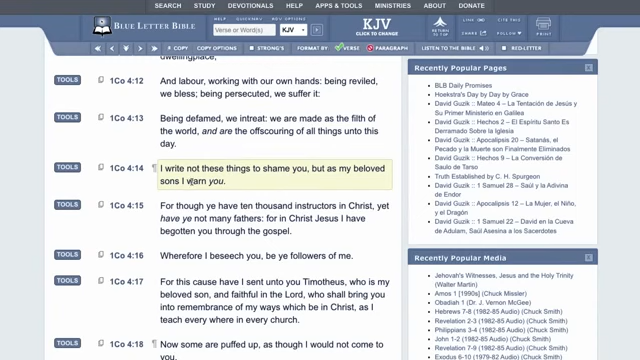 SEARCH STUDY DEVOTIONALS HELP APPS & TOOLS MINISTRIES ABOUT DONATE
HELP QUICKNAV ADV OPTIONS
BLUE LETTER BIBLE
Verse or Word(s)
KJV
KJV
CLICK TO CHANGE
RETURN
TO TOP
LINK
SHARE
CITE THIS
FOLLOW
PRINT
COPY COPY OPTIONS STRONG'S FORMAT BY VERSE PARAGRAPH LISTEN TO THE BIBLE RED-LETTER
dwellingplace;
TOOLS 1Co 4:12 And labour, working with our own hands: being reviled,
we bless; being persecuted, we suffer it:
TOOLS 1Co 4:13 Being defamed, we intreat: we are made as the filth of
the world, and are the offscouring of all things unto this
day.
TOOLS 1Co 4:14 ¶ I write not these things to shame you, but as my beloved
sons I warn you.
TOOLS 1Co 4:15 For though ye have ten thousand instructors in Christ, yet
have ye not many fathers: for in Christ Jesus I have
begotten you through the gospel.
TOOLS 1Co 4:16 Wherefore I beseech you, be ye followers of me.
TOOLS 1Co 4:17 For this cause have I sent unto you Timotheus, who is my
beloved son, and faithful in the Lord, who shall bring you
into remembrance of my ways which be in Christ, as I
teach every where in every church.
TOOLS 1Co 4:18 Now some are puffed up, as though I would not come to
you.
Recently Popular Pages
BLB Daily Promises
Hoekstra's Day by Day by Grace
David Guzik :: Mateo 4 – La Tentación de Jesús y
Su Primer Ministerio en Galilea
David Guzik :: Hechos 2 – El Espíritu Santo Es
Derramado Sobre la Iglesia
David Guzik :: Apocalipsis 20 – Satanás, el
Pecado y la Muerte son Finalmente Eliminados
David Guzik :: Hechos 9 – La Conversión de
Saulo de Tarso
Truth Established by C. H. Spurgeon
David Guzik :: 1 Samuel 28 – Saúl y la Adivina
de Endor
David Guzik :: Apocalipsis 12 – La Mujer, el Niño,
y el Dragón
David Guzik :: 1 Samuel 22 – David en la Cueva
de Adulam, Saúl Asesina a los Sacerdotes
Recently Popular Media
Jehovah's Witnesses, Jesus and the Holy Trinity
(Walter Martin)
Amos 1 [1990s] (Chuck Missler)
Obadiah 1 (Dr. J. Vernon McGee)
Hebrews 7-8 (1982-85 Audio) (Chuck Smith)
Revelation 2-3 (1982-85 Audio) (Chuck Smith)
Philippians 3-4 (1982-85 Audio) (Chuck Smith)
John 1-2 (1982-85 Audio) (Chuck Smith)
Revelation 7-9 (1982-85 Audio) (Chuck Smith)
Exodus 6-10 (1979-82 Audio) (Chuck Smith)